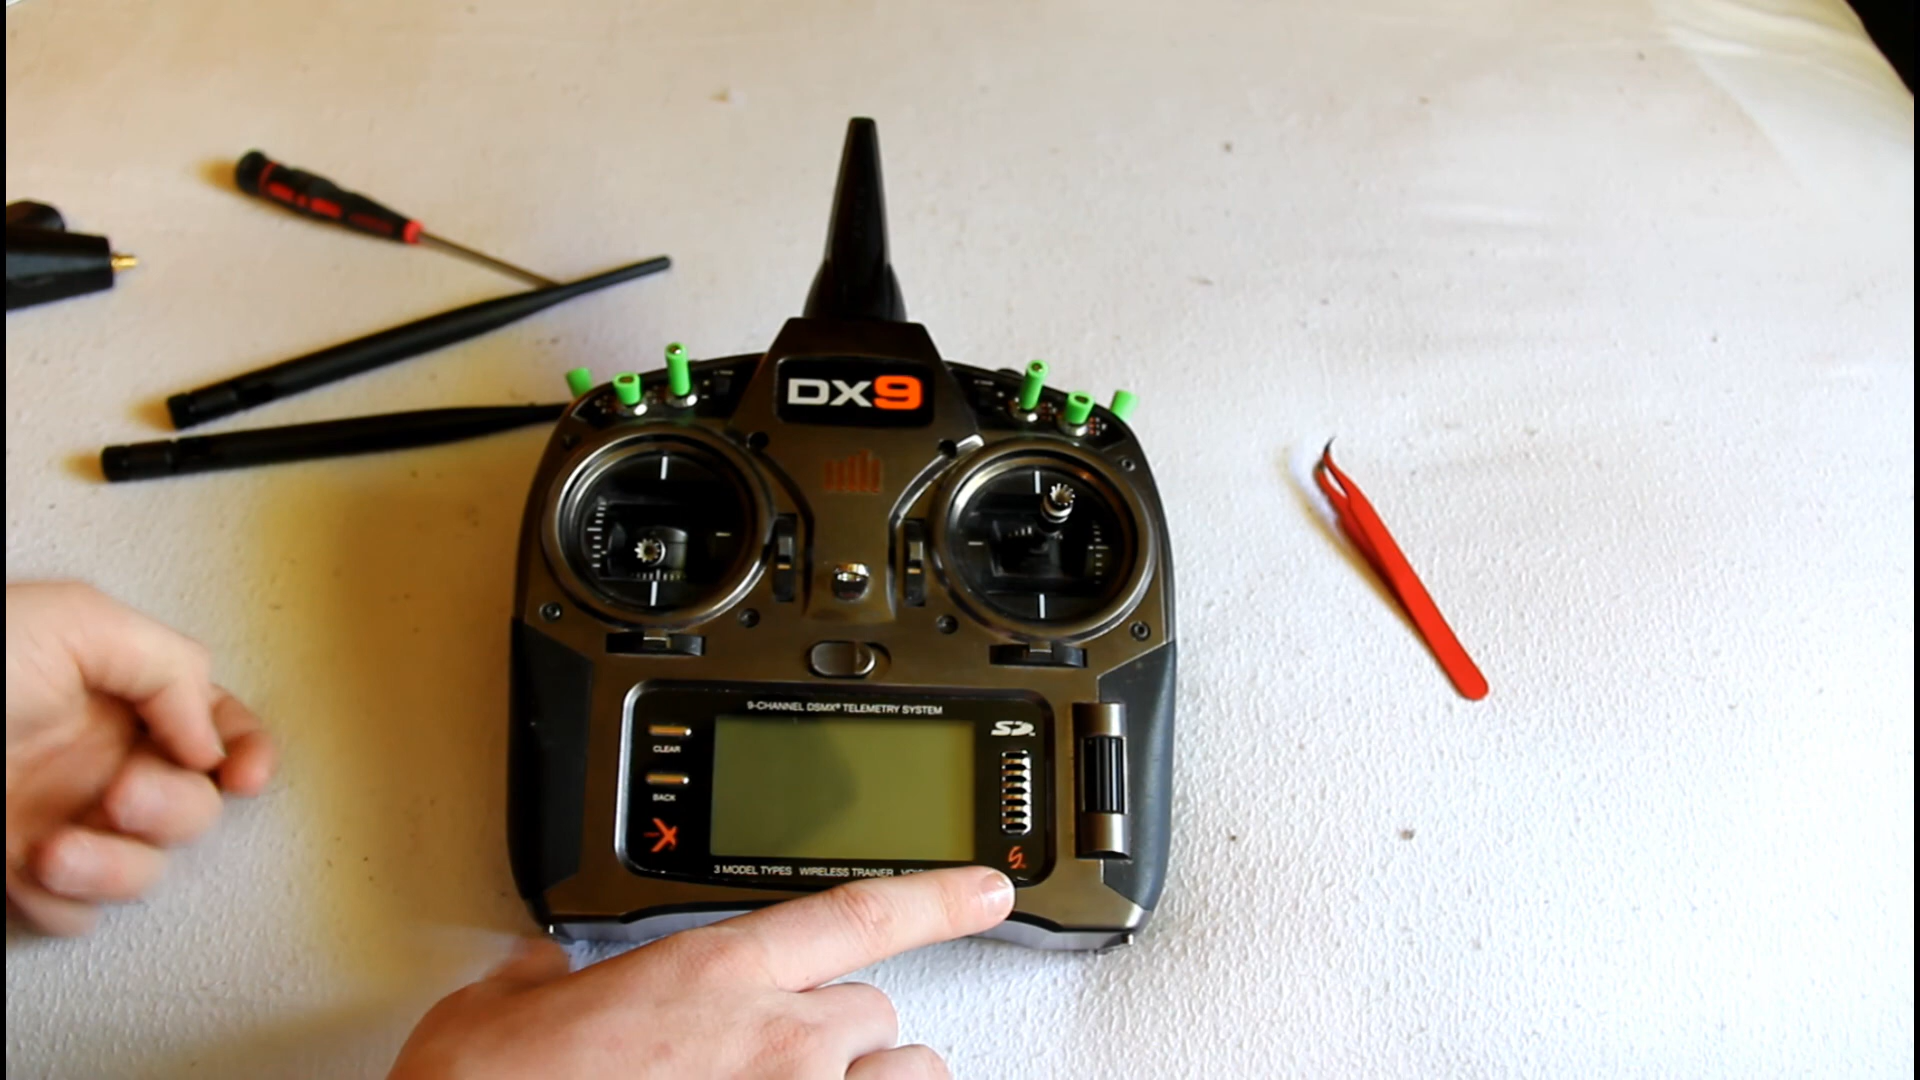 DX9
9-CHANNEL DSMX® TELEMETRY SYSTEM
SD
CLEAR
BACK
3 MODEL TYPES WIRELESS TRAINER